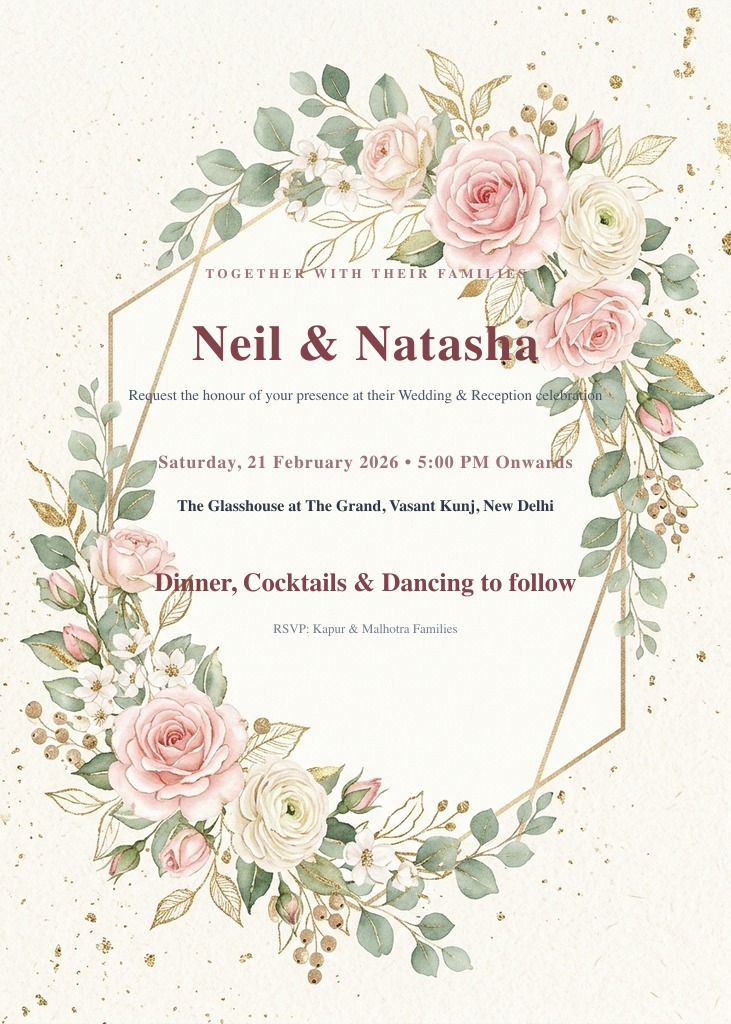 TOGETHER WITH THEIR FAMILIES
Neil & Natasha
Request the honour of your presence at their Wedding & Reception celebration
Saturday, 21 February 2026 • 5:00 PM Onwards
The Glasshouse at The Grand, Vasant Kunj, New Delhi
Dinner, Cocktails & Dancing to follow
RSVP: Kapur & Malhotra Families